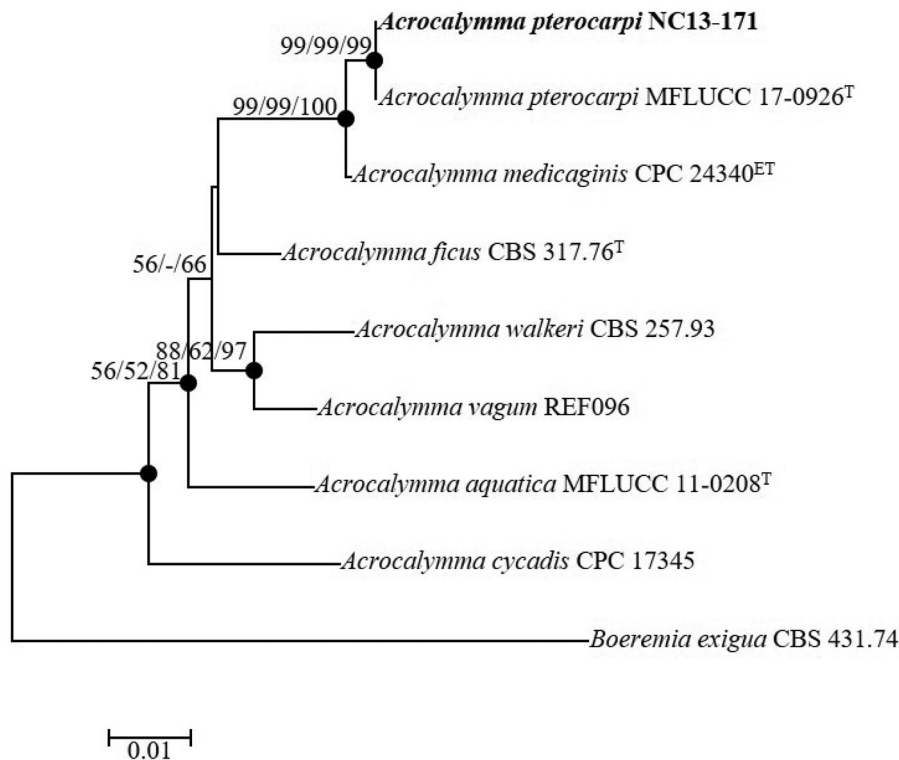 Acrocalymma pterocarpi NC13-171
99/99/99
Acrocalymma pterocarpi MFLUCC 17-0926ᵀ
99/99/100
Acrocalymma medicaginis CPC 24340ᴱᵀ
Acrocalymma ficus CBS 317.76ᵀ
56/-/66
Acrocalymma walkeri CBS 257.93
88/62/97
56/52/81
Acrocalymma vagum REF096
Acrocalymma aquatica MFLUCC 11-0208ᵀ
Acrocalymma cycadis CPC 17345
Boeremia exigua CBS 431.74
0.01